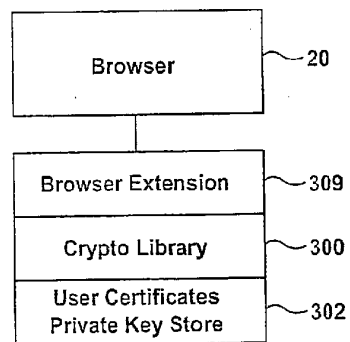 Browser
20
Browser Extension
309
Crypto Library
300
User Certificates
Private Key Store
302